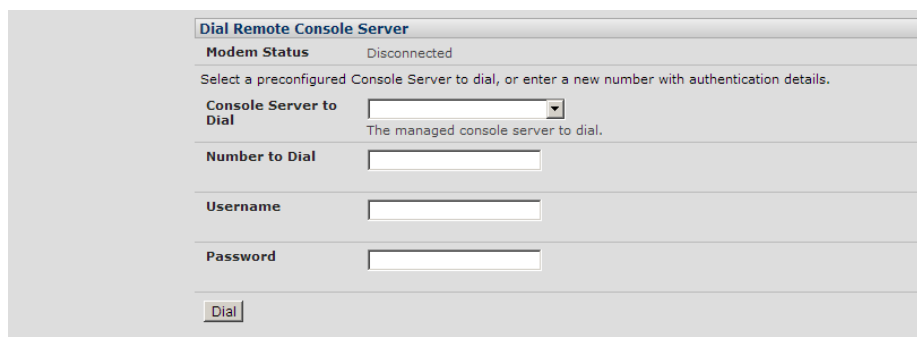 Dial Remote Console Server
Modem Status Disconnected
Select a preconfigured Console Server to dial, or enter a new number with authentication details.
Console Server to
Dial
The managed console server to dial.
Number to Dial
Username
Password
Dial